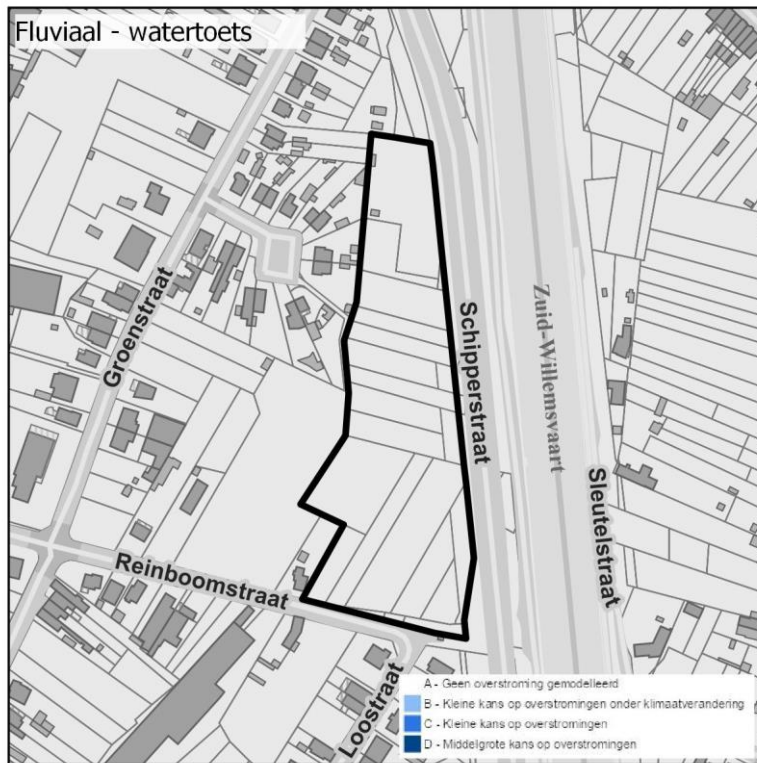 Fluviaal - watertoets
Groenstraat
Schipperstraat
Zuid-Willemsvaart
Sleutelstraat
Reinboomstraat
Loostraat
A - Geen overstroming gemodelleerd
B - Kleine kans op overstromingen onder klimaatverandering
C - Kleine kans op overstromingen
D - Middelgrote kans op overstromingen